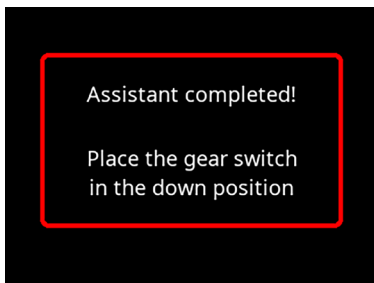 Assistant completed!
Place the gear switch
in the down position